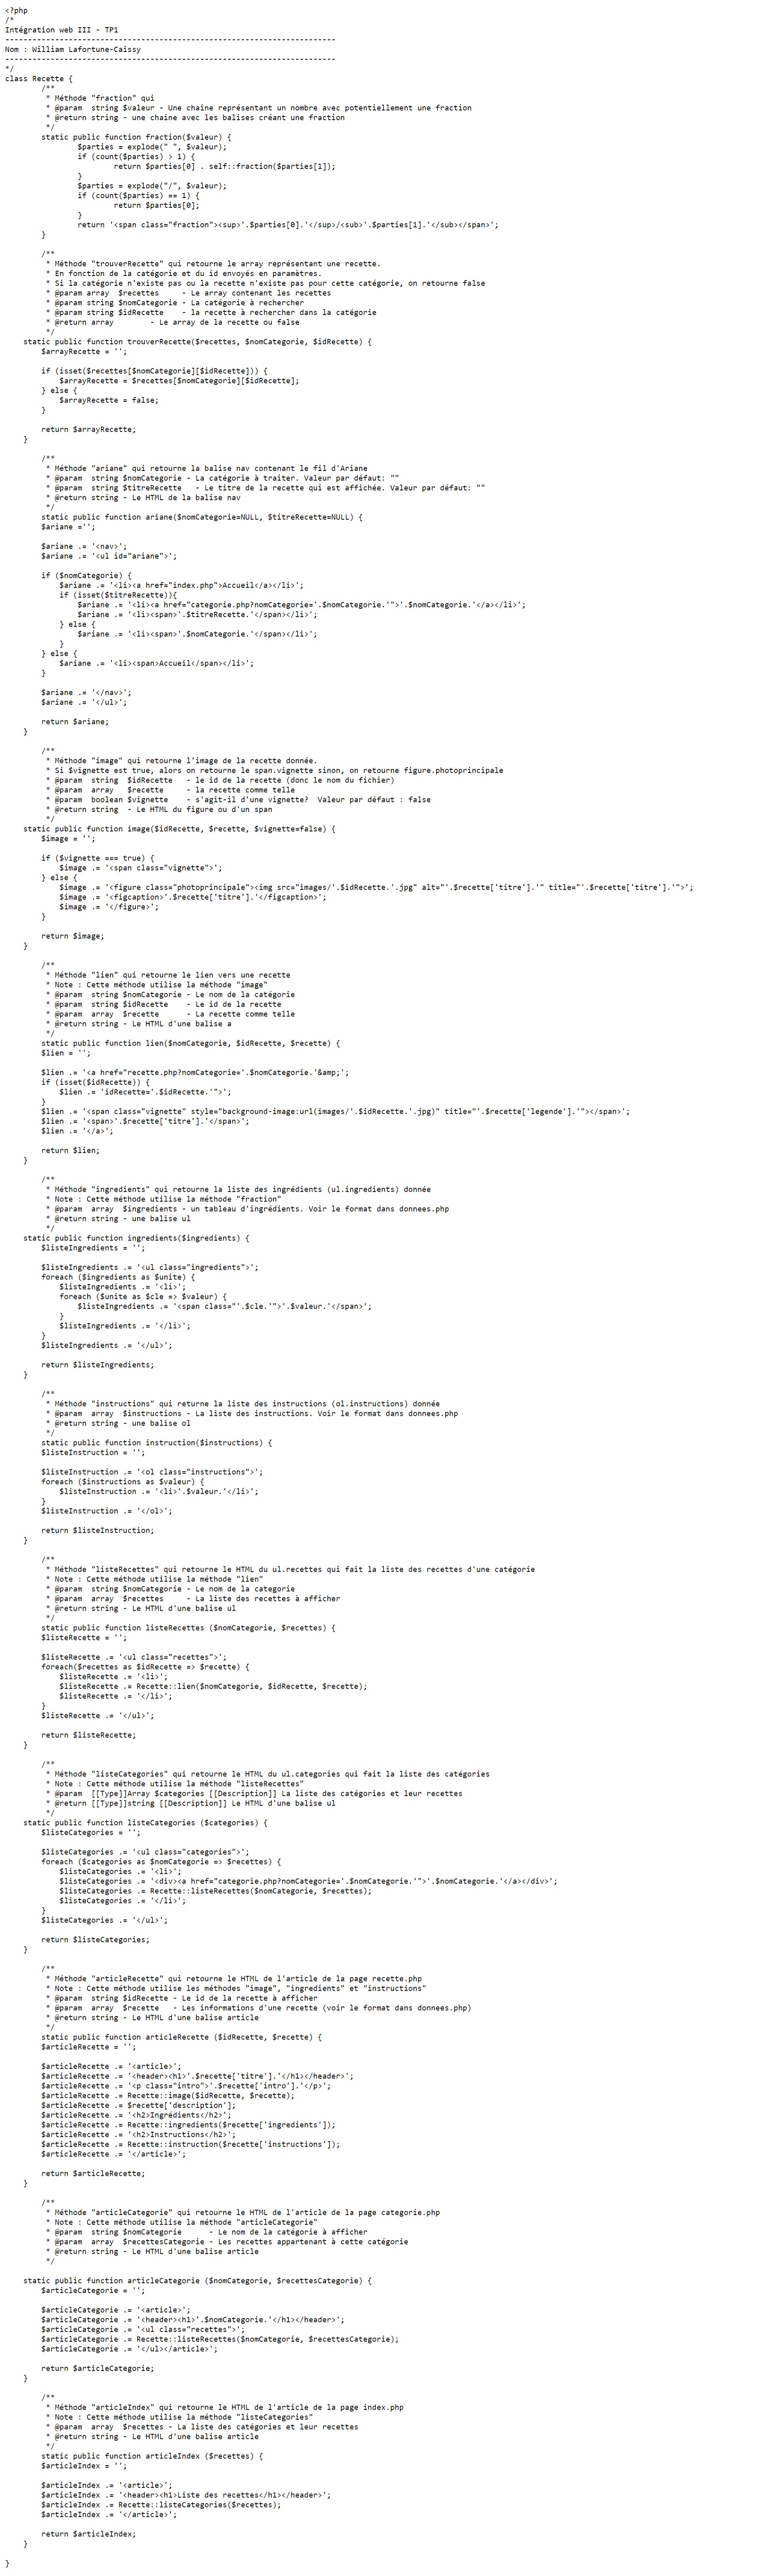 <?php
/*
Intégration web III - TP1
-------------------------------------------------------------------------
Nom : William Lafortune-Caissy
-------------------------------------------------------------------------
*/
class Recette {
	/**
	 * Méthode "fraction" qui
	 * @param  string $valeur - Une chaine représentant un nombre avec potentiellement une fraction
	 * @return string - une chaine avec les balises créant une fraction
	 */
	static public function fraction($valeur) {
		$parties = explode(" ", $valeur);
		if (count($parties) > 1) {
			return $parties[0] . self::fraction($parties[1]);
		}
		$parties = explode("/", $valeur);
		if (count($parties) == 1) {
			return $parties[0];
		}
		return '<span class="fraction"><sup>'.$parties[0].'</sup>/<sub>'.$parties[1].'</sub></span>';
	}

	/**
	 * Méthode "trouverRecette" qui retourne le array représentant une recette.
	 * En fonction de la catégorie et du id envoyés en paramètres.
	 * Si la catégorie n'existe pas ou la recette n'existe pas pour cette catégorie, on retourne false
	 * @param array  $recettes     - Le array contenant les recettes
	 * @param string $nomCategorie - La catégorie à rechercher
	 * @param string $idRecette    - la recette à rechercher dans la catégorie
	 * @return array        - Le array de la recette ou false
	 */
    static public function trouverRecette($recettes, $nomCategorie, $idRecette) {
        $arrayRecette = '';

        if (isset($recettes[$nomCategorie][$idRecette])) {
            $arrayRecette = $recettes[$nomCategorie][$idRecette];
        } else {
            $arrayRecette = false;
        }

        return $arrayRecette;
    }

	/**
	 * Méthode "ariane" qui retourne la balise nav contenant le fil d'Ariane
	 * @param  string $nomCategorie - La catégorie à traiter. Valeur par défaut: ""
	 * @param  string $titreRecette   - Le titre de la recette qui est affichée. Valeur par défaut: ""
	 * @return string - Le HTML de la balise nav
	 */
	static public function ariane($nomCategorie=NULL, $titreRecette=NULL) {
        $ariane ='';

        $ariane .= '<nav>';
        $ariane .= '<ul id="ariane">';

        if ($nomCategorie) {
            $ariane .= '<li><a href="index.php">Accueil</a></li>';
            if (isset($titreRecette)){
                $ariane .= '<li><a href="categorie.php?nomCategorie='.$nomCategorie.'">'.$nomCategorie.'</a></li>';
                $ariane .= '<li><span>'.$titreRecette.'</span></li>';
            } else {
                $ariane .= '<li><span>'.$nomCategorie.'</span></li>';
            }
        } else {
            $ariane .= '<li><span>Accueil</span></li>';
        }

        $ariane .= '</nav>';
        $ariane .= '</ul>';

        return $ariane;
    }

	/**
	 * Méthode "image" qui retourne l'image de la recette donnée.
	 * Si $vignette est true, alors on retourne le span.vignette sinon, on retourne figure.photoprincipale
	 * @param  string  $idRecette   - le id de la recette (donc le nom du fichier)
	 * @param  array   $recette     - la recette comme telle
	 * @param  boolean $vignette    - s'agit-il d'une vignette?  Valeur par défaut : false
	 * @return string  - Le HTML du figure ou d'un span
	 */
    static public function image($idRecette, $recette, $vignette=false) {
        $image = '';

        if ($vignette === true) {
            $image .= '<span class="vignette">';
        } else {
            $image .= '<figure class="photoprincipale"><img src="images/'.$idRecette.'.jpg" alt="'.$recette['titre'].'" title="'.$recette['titre'].'">';
            $image .= '<figcaption>'.$recette['titre'].'</figcaption>';
            $image .= '</figure>';
        }

        return $image;
    }

	/**
	 * Méthode "lien" qui retourne le lien vers une recette
	 * Note : Cette méthode utilise la méthode "image"
	 * @param  string $nomCategorie - Le nom de la catégorie
	 * @param  string $idRecette    - Le id de la recette
	 * @param  array  $recette      - La recette comme telle
	 * @return string - Le HTML d'une balise a
	 */
	static public function lien($nomCategorie, $idRecette, $recette) {
        $lien = '';

        $lien .= '<a href="recette.php?nomCategorie='.$nomCategorie.'&amp;';
        if (isset($idRecette)) {
            $lien .= 'idRecette='.$idRecette.'">';
        }
        $lien .= '<span class="vignette" style="background-image:url(images/'.$idRecette.'.jpg)" title="'.$recette['legende'].'"></span>';
        $lien .= '<span>'.$recette['titre'].'</span>';
        $lien .= '</a>';

        return $lien;
    }

	/**
	 * Méthode "ingredients" qui retourne la liste des ingrédients (ul.ingredients) donnée
	 * Note : Cette méthode utilise la méthode "fraction"
	 * @param  array  $ingredients - un tableau d'ingrédients. Voir le format dans donnees.php
	 * @return string - une balise ul
	 */
    static public function ingredients($ingredients) {
        $listeIngredients = '';

        $listeIngredients .= '<ul class="ingredients">';
        foreach ($ingredients as $unite) {
            $listeIngredients .= '<li>';
            foreach ($unite as $cle => $valeur) {
                $listeIngredients .= '<span class="'.$cle.'">'.$valeur.'</span>';
            }
            $listeIngredients .= '</li>';
        }
        $listeIngredients .= '</ul>';

        return $listeIngredients;
    }

	/**
	 * Méthode "instructions" qui returne la liste des instructions (ol.instructions) donnée
	 * @param  array  $instructions - La liste des instructions. Voir le format dans donnees.php
	 * @return string - une balise ol
	 */
	static public function instruction($instructions) {
        $listeInstruction = '';

        $listeInstruction .= '<ol class="instructions">';
        foreach ($instructions as $valeur) {
            $listeInstruction .= '<li>'.$valeur.'</li>';
        }
        $listeInstruction .= '</ol>';

        return $listeInstruction;
    }

	/**
	 * Méthode "listeRecettes" qui retourne le HTML du ul.recettes qui fait la liste des recettes d'une catégorie
	 * Note : Cette méthode utilise la méthode "lien"
	 * @param  string $nomCategorie - Le nom de la categorie
	 * @param  array  $recettes     - La liste des recettes à afficher
	 * @return string - Le HTML d'une balise ul
	 */
	static public function listeRecettes ($nomCategorie, $recettes) {
        $listeRecette = '';

        $listeRecette .= '<ul class="recettes">';
        foreach($recettes as $idRecette => $recette) {
            $listeRecette .= '<li>';
            $listeRecette .= Recette::lien($nomCategorie, $idRecette, $recette);
            $listeRecette .= '</li>';
        }
        $listeRecette .= '</ul>';

        return $listeRecette;
    }

	/**
	 * Méthode "listeCategories" qui retourne le HTML du ul.categories qui fait la liste des catégories
	 * Note : Cette méthode utilise la méthode "listeRecettes"
	 * @param  [[Type]]Array $categories [[Description]] La liste des catégories et leur recettes
	 * @return [[Type]]string [[Description]] Le HTML d'une balise ul
	 */
    static public function listeCategories ($categories) {
        $listeCategories = '';

        $listeCategories .= '<ul class="categories">';
        foreach ($categories as $nomCategorie => $recettes) {
            $listeCategories .= '<li>';
            $listeCategories .= '<div><a href="categorie.php?nomCategorie='.$nomCategorie.'">'.$nomCategorie.'</a></div>';
            $listeCategories .= Recette::listeRecettes($nomCategorie, $recettes);
            $listeCategories .= '</li>';
        }
        $listeCategories .= '</ul>';

        return $listeCategories;
    }

	/**
	 * Méthode "articleRecette" qui retourne le HTML de l'article de la page recette.php
	 * Note : Cette méthode utilise les méthodes "image", "ingredients" et "instructions"
	 * @param  string $idRecette - Le id de la recette à afficher
	 * @param  array  $recette   - Les informations d'une recette (voir le format dans donnees.php)
	 * @return string - Le HTML d'une balise article
	 */
	static public function articleRecette ($idRecette, $recette) {
        $articleRecette = '';

        $articleRecette .= '<article>';
        $articleRecette .= '<header><h1>'.$recette['titre'].'</h1></header>';
        $articleRecette .= '<p class="intro">'.$recette['intro'].'</p>';
        $articleRecette .= Recette::image($idRecette, $recette);
        $articleRecette .= $recette['description'];
        $articleRecette .= '<h2>Ingrédients</h2>';
        $articleRecette .= Recette::ingredients($recette['ingredients']);
        $articleRecette .= '<h2>Instructions</h2>';
        $articleRecette .= Recette::instruction($recette['instructions']);
        $articleRecette .= '</article>';

        return $articleRecette;
    }

	/**
	 * Méthode "articleCategorie" qui retourne le HTML de l'article de la page categorie.php
	 * Note : Cette méthode utilise la méthode "articleCategorie"
	 * @param  string $nomCategorie      - Le nom de la catégorie à afficher
	 * @param  array  $recettesCategorie - Les recettes appartenant à cette catégorie
	 * @return string - Le HTML d'une balise article
	 */

    static public function articleCategorie ($nomCategorie, $recettesCategorie) {
        $articleCategorie = '';

        $articleCategorie .= '<article>';
        $articleCategorie .= '<header><h1>'.$nomCategorie.'</h1></header>';
        $articleCategorie .= '<ul class="recettes">';
        $articleCategorie .= Recette::listeRecettes($nomCategorie, $recettesCategorie);
        $articleCategorie .= '</ul></article>';

        return $articleCategorie;
    }

	/**
	 * Méthode "articleIndex" qui retourne le HTML de l'article de la page index.php
	 * Note : Cette méthode utilise la méthode "listeCategories"
	 * @param  array  $recettes - La liste des catégories et leur recettes
	 * @return string - Le HTML d'une balise article
	 */
	static public function articleIndex ($recettes) {
        $articleIndex = '';

        $articleIndex .= '<article>';
        $articleIndex .= '<header><h1>Liste des recettes</h1></header>';
        $articleIndex .= Recette::listeCategories($recettes);
        $articleIndex .= '</article>';

        return $articleIndex;
    }

}